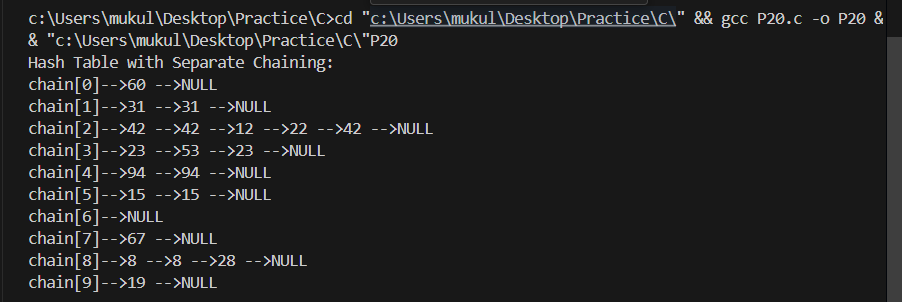 c:\Users\mukul\Desktop\Practice\C>cd "c:\Users\mukul\Desktop\Practice\C\" && gcc P20.c -o P20 &
& "c:\Users\mukul\Desktop\Practice\C\"P20
Hash Table with Separate Chaining:
chain[0]-->60 -->NULL
chain[1]-->31 -->31 -->NULL
chain[2]-->42 -->42 -->12 -->22 -->42 -->NULL
chain[3]-->23 -->53 -->23 -->NULL
chain[4]-->94 -->94 -->NULL
chain[5]-->15 -->15 -->NULL
chain[6]-->NULL
chain[7]-->67 -->NULL
chain[8]-->8 -->8 -->28 -->NULL
chain[9]-->19 -->NULL